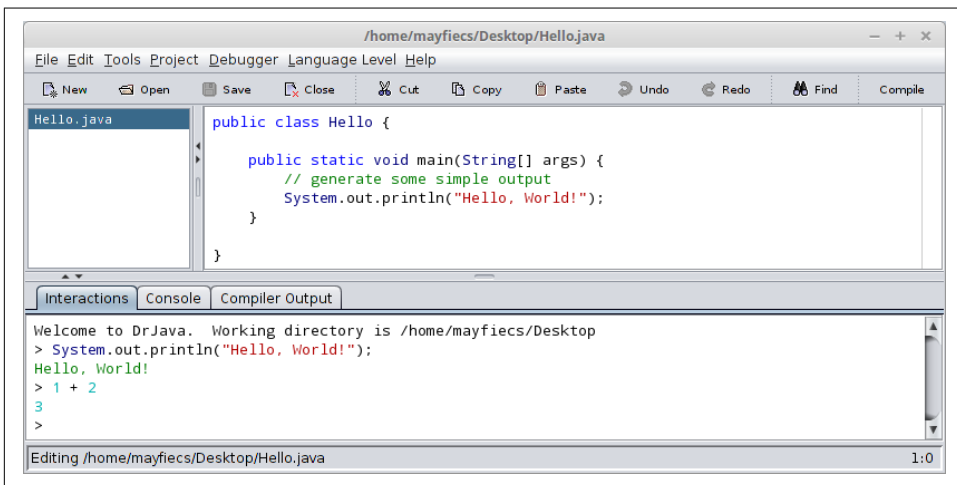 /home/mayfiecs/Desktop/Hello.java
File Edit Tools Project Debugger Language Level Help
New Open Save Close Cut Copy Paste Undo Redo Find Compile
Hello.java
public class Hello {
public static void main(String[] args) {
// generate some simple output
System.out.println("Hello, World!");
}
}
Interactions Console Compiler Output
Welcome to DrJava.  Working directory is /home/mayfiecs/Desktop
> System.out.println("Hello, World!");
Hello, World!
> 1 + 2
3
>
Editing /home/mayfiecs/Desktop/Hello.java 1:0